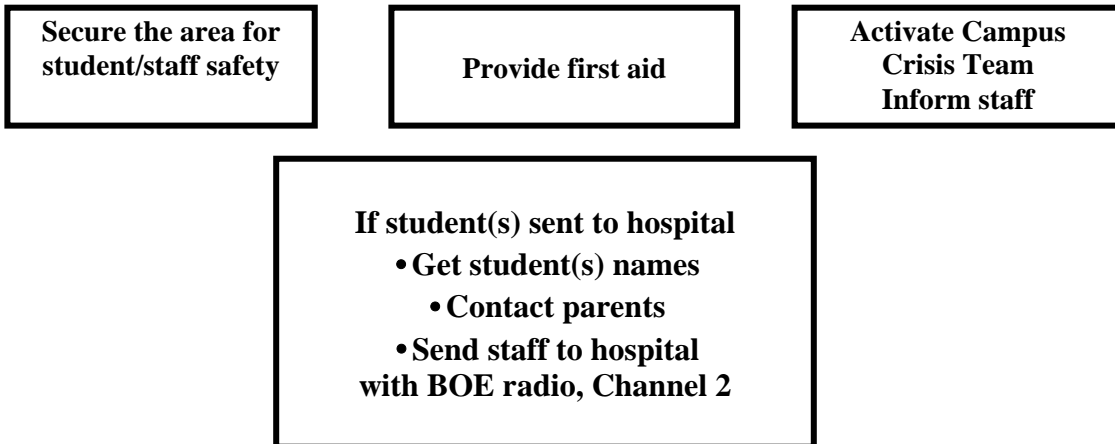 Secure the area for
student/staff safety
Provide first aid
Activate Campus
Crisis Team
Inform staff
If student(s) sent to hospital
•Get student(s) names
•Contact parents
•Send staff to hospital
with BOE radio, Channel 2